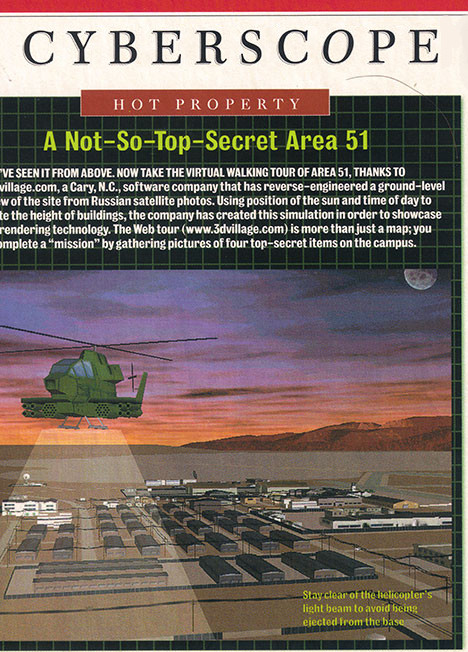 CYBERSCOPE
HOT PROPERTY
A Not-So-Top-Secret Area 51
'VE SEEN IT FROM ABOVE. NOW TAKE THE VIRTUAL WALKING TOUR OF AREA 51, THANKS TO
village.com, a Cary, N.C., software company that has reverse-engineered a ground-level
ew of the site from Russian satellite photos. Using position of the sun and time of day to
te the height of buildings, the company has created this simulation in order to showcase
rendering technology. The Web tour (www.3dvillage.com) is more than just a map; you
omplete a "mission" by gathering pictures of four top-secret items on the campus.
Stay clear of the helicopter's
light beam to avoid being
ejected from the base